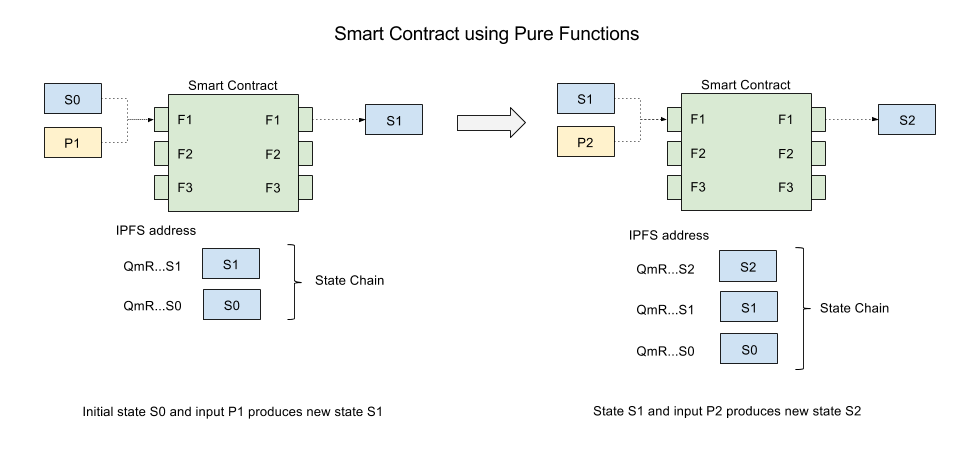 Smart Contract using Pure Functions
Smart Contract
S0
P1
F1 F1
F2 F2
F3 F3
S1
IPFS address
QmR...S1 S1
QmR...S0 S0
State Chain
Initial state S0 and input P1 produces new state S1
Smart Contract
S1
P2
F1 F1
F2 F2
F3 F3
S2
IPFS address
QmR...S2 S2
QmR...S1 S1
QmR...S0 S0
State Chain
State S1 and input P2 produces new state S2